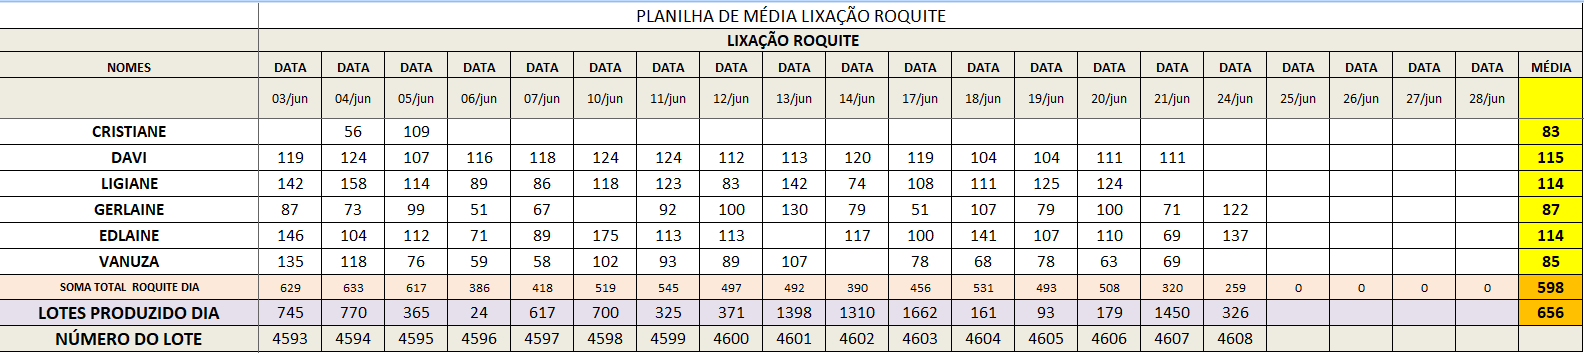 PLANILHA DE MÉDIA LIXAÇÃO ROQUITE
LIXAÇÃO ROQUITE
NOMES DATA DATA DATA DATA DATA DATA DATA DATA DATA DATA DATA DATA DATA DATA DATA DATA DATA DATA DATA DATA MÉDIA
03/jun 04/jun 05/jun 06/jun 07/jun 10/jun 11/jun 12/jun 13/jun 14/jun 17/jun 18/jun 19/jun 20/jun 21/jun 24/jun 25/jun 26/jun 27/jun 28/jun
CRISTIANE 56 109 83
DAVI 119 124 107 116 118 124 124 112 113 120 119 104 104 111 111 115
LIGIANE 142 158 114 89 86 118 123 83 142 74 108 111 125 124 114
GERLAINE 87 73 99 51 67 92 100 130 79 51 107 79 100 71 122 87
EDLAINE 146 104 112 71 89 175 113 113 117 100 141 107 110 69 137 114
VANUZA 135 118 76 59 58 102 93 89 107 78 68 78 63 69 85
SOMA TOTAL ROQUITE DIA 629 633 617 386 418 519 545 497 492 390 456 531 493 508 320 259 0 0 0 0 598
LOTES PRODUZIDO DIA 745 770 365 24 617 700 325 371 1398 1310 1662 161 93 179 1450 326 656
NÚMERO DO LOTE 4593 4594 4595 4596 4597 4598 4599 4600 4601 4602 4603 4604 4605 4606 4607 4608